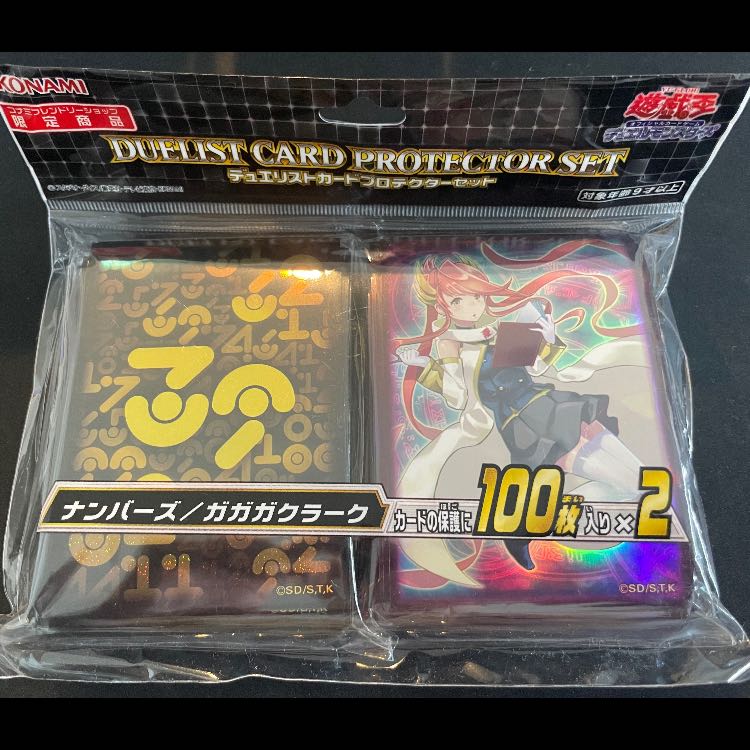 KONAMI
コナミフレンドリーショップ
限定商品
遊戯王
オフィシャルカードゲーム
デュエルモンスターズ
DUELIST CARD PROTECTOR SET
デュエリストカードプロテクターセット
対象年齢9才以上
ナンバーズ/ガガガクラーク
カードの保護に100枚入り×2
ほご
まい
©SD/S,T,K
©SD/S,T,K